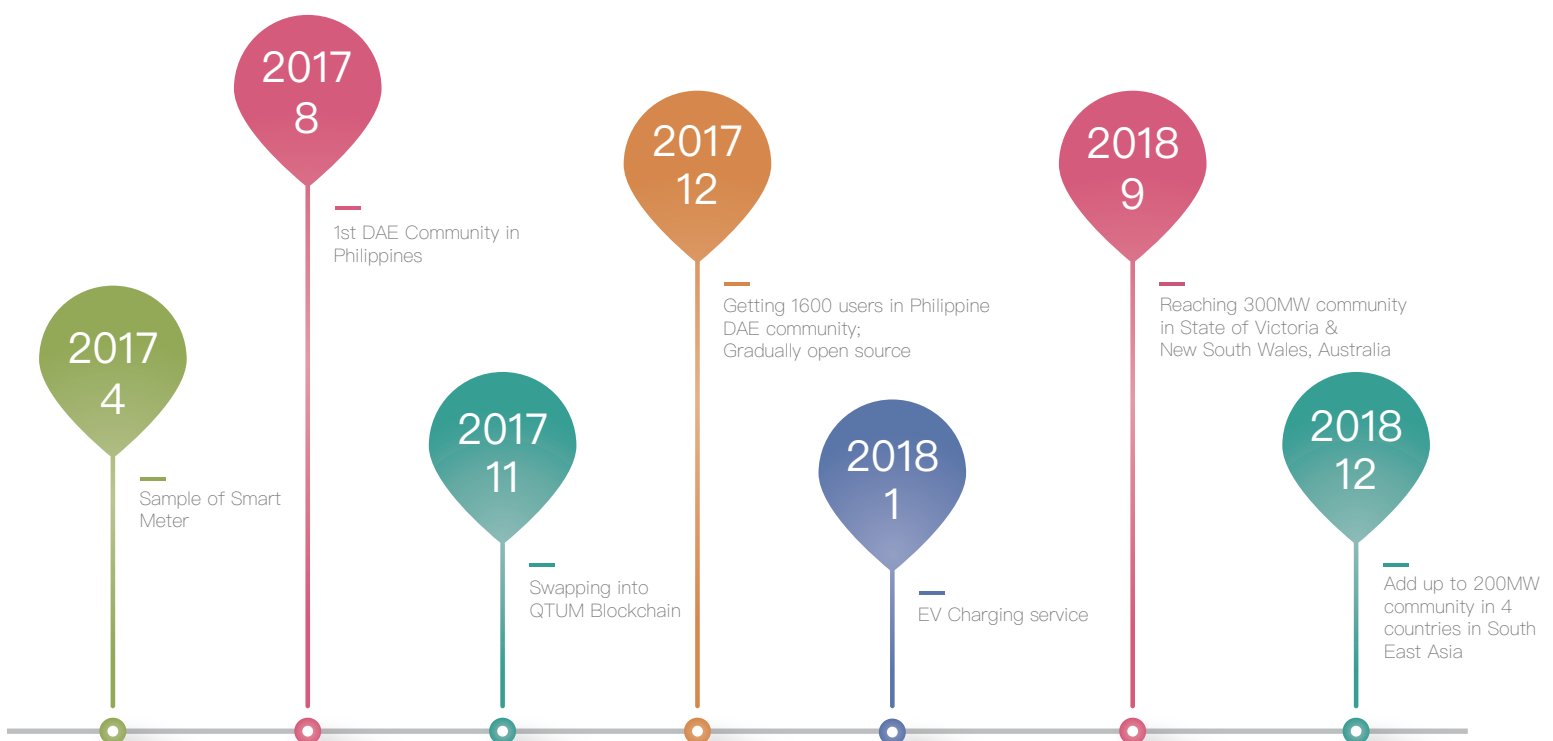 2017
8
1st DAE Community in
Philippines
2017
12
Getting 1600 users in Philippine
DAE community;
Gradually open source
2018
9
Reaching 300MW community
in State of Victoria &
New South Wales, Australia
2017
4
Sample of Smart
Meter
2017
11
Swapping into
QTUM Blockchain
2018
1
EV Charging service
2018
12
Add up to 200MW
community in 4
countries in South
East Asia